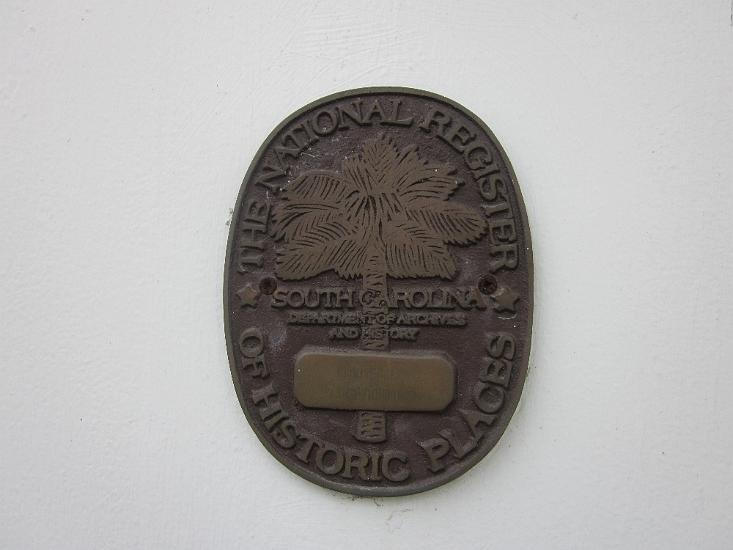 THE NATIONAL REGISTER
OF HISTORIC PLACES
SOUTH CAROLINA
DEPARTMENT OF ARCHIVES
AND HISTORY